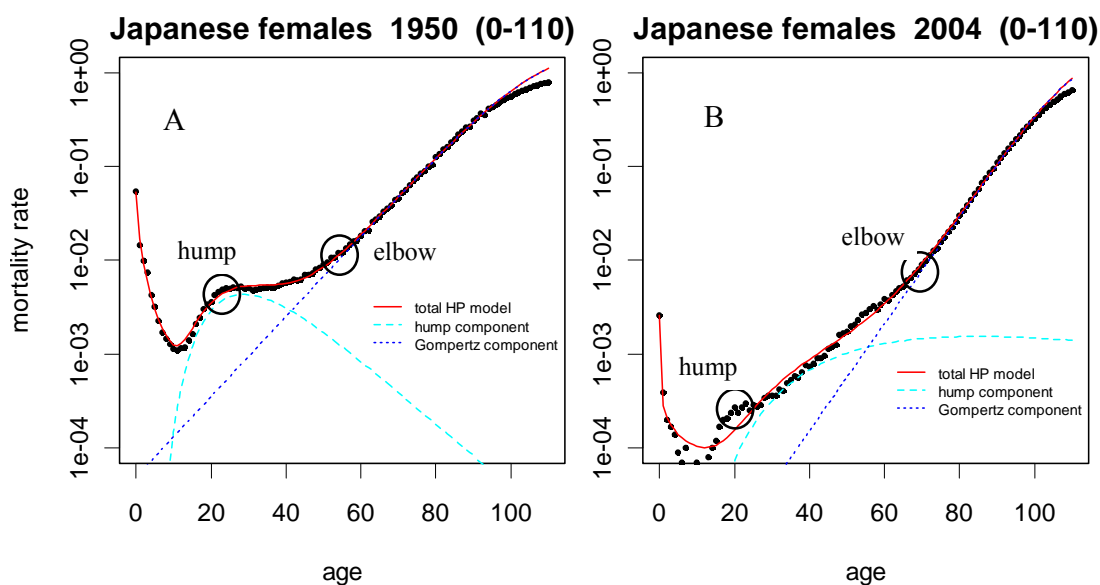 Japanese females 1950 (0-110)
mortality rate
1e+00
1e-01
1e-02
1e-03
1e-04
A
hump
elbow
total HP model
hump component
Gompertz component
0 20 40 60 80 100
age
Japanese females 2004 (0-110)
1e+00
1e-01
1e-02
1e-03
1e-04
B
elbow
hump
total HP model
hump component
Gompertz component
0 20 40 60 80 100
age